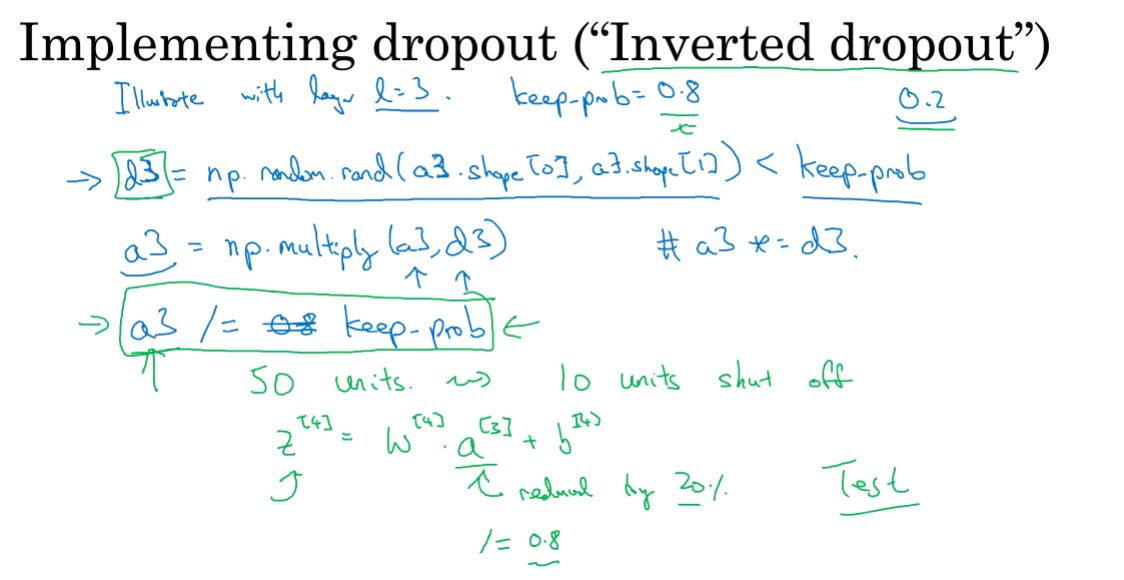 Implementing dropout (“Inverted dropout”)
Illustrate with layer l=3. keep-prob= 0.8 0.2
→ d3 = np.random.rand(a3.shape[0], a3.shape[1]) < keep-prob
a3 = np.multiply(a3,d3) # a3 *= d3.
→ a3 /= 0.8 keep-prob ←
50 units. ⇝ 10 units shut off
z^[4] = W^[4] · a^[3] + b^[4]
reduced by 20%. Test
/= 0.8